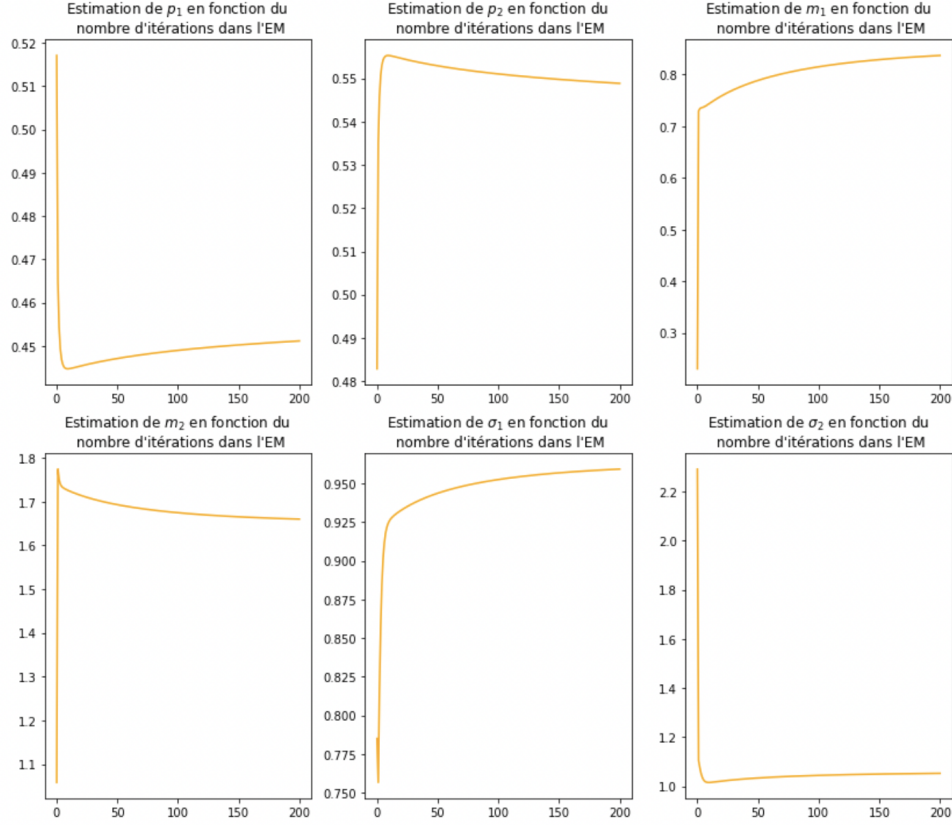 Estimation de p₁ en fonction du
nombre d'itérations dans l'EM
0.52
0.51
0.50
0.49
0.48
0.47
0.46
0.45
0 50 100 150 200
Estimation de p₂ en fonction du
nombre d'itérations dans l'EM
0.55
0.54
0.53
0.52
0.51
0.50
0.49
0.48
0 50 100 150 200
Estimation de m₁ en fonction du
nombre d'itérations dans l'EM
0.8
0.7
0.6
0.5
0.4
0.3
0 50 100 150 200
Estimation de m₂ en fonction du
nombre d'itérations dans l'EM
1.8
1.7
1.6
1.5
1.4
1.3
1.2
1.1
0 50 100 150 200
Estimation de σ₁ en fonction du
nombre d'itérations dans l'EM
0.950
0.925
0.900
0.875
0.850
0.825
0.800
0.775
0.750
0 50 100 150 200
Estimation de σ₂ en fonction du
nombre d'itérations dans l'EM
2.2
2.0
1.8
1.6
1.4
1.2
1.0
0 50 100 150 200